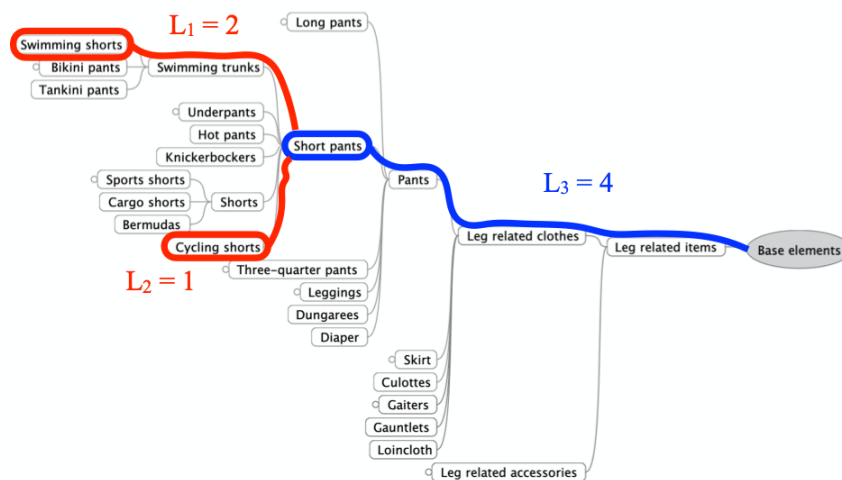 L1 = 2
Long pants
Swimming shorts
Bikini pants
Swimming trunks
Tankini pants
Underpants
Hot pants
Short pants
Knickerbockers
Sports shorts
Pants
L3 = 4
Cargo shorts
Shorts
Bermudas
Cycling shorts
Leg related clothes
Leg related items
Base elements
L2 = 1
Three-quarter pants
Leggings
Dungarees
Diaper
Skirt
Culottes
Gaiters
Gauntlets
Loincloth
Leg related accessories